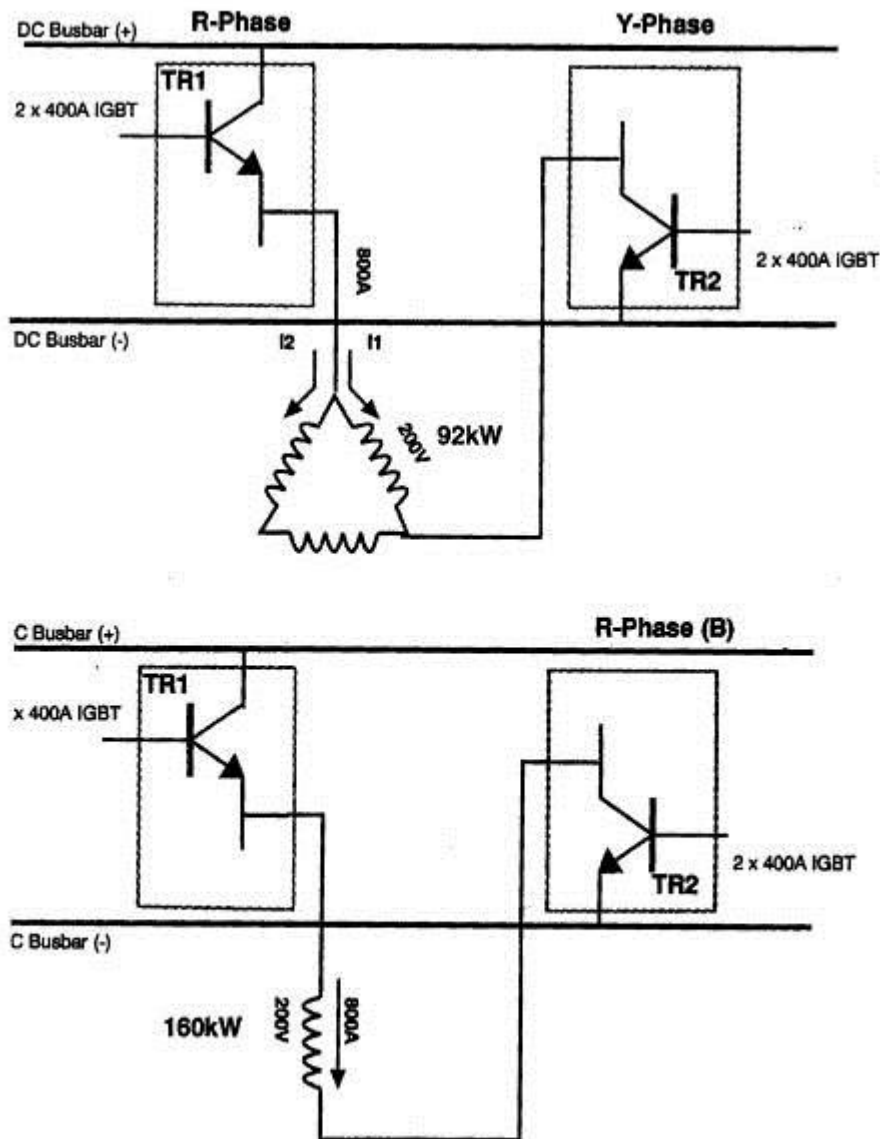 R-Phase
Y-Phase
DC Busbar (+)
TR1
2 x 400A IGBT
TR2
2 x 400A IGBT
800A
DC Busbar (-)
I2
I1
200V
92kW
C Busbar (+)
R-Phase (B)
TR1
x 400A IGBT
TR2
2 x 400A IGBT
C Busbar (-)
160kW
200V
800A